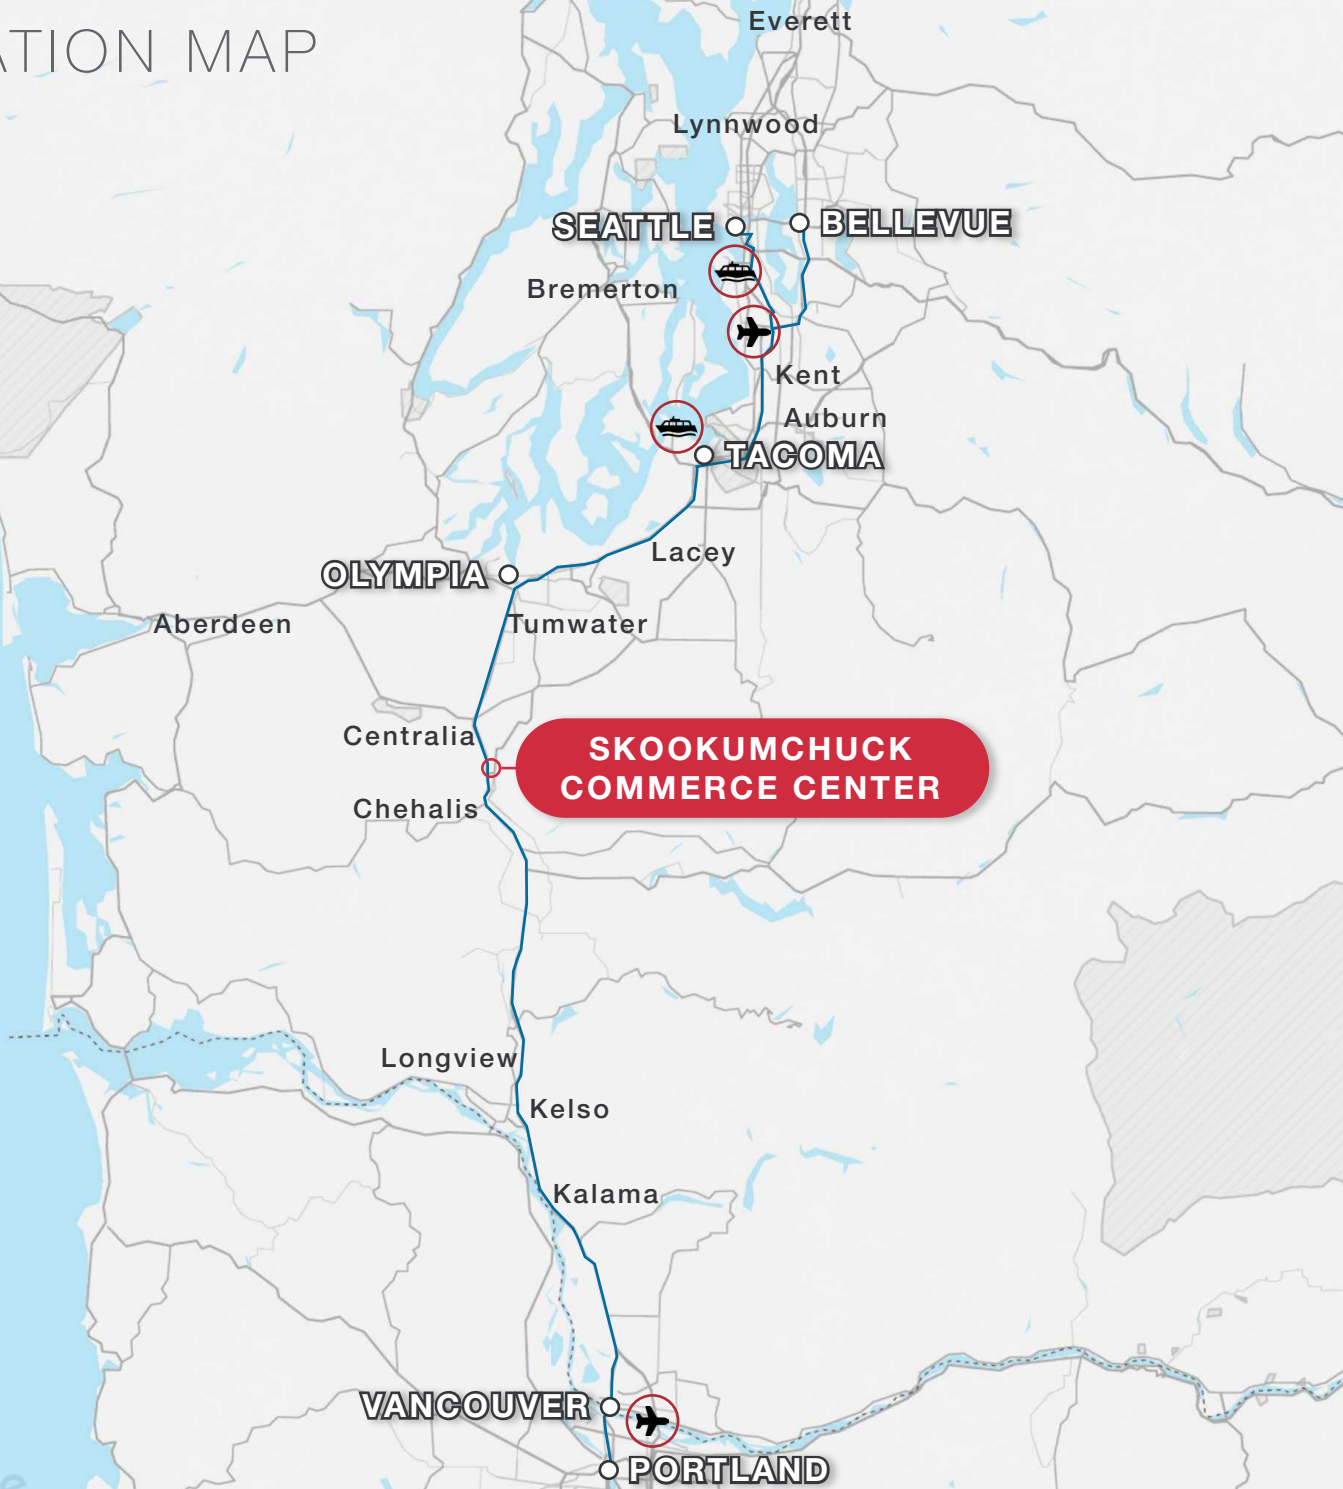 ATION MAP
Everett
Lynnwood
SEATTLE
BELLEVUE
Bremerton
Kent
Auburn
TACOMA
Lacey
OLYMPIA
Aberdeen
Tumwater
Centralia
SKOOKUMCHUCK
COMMERCE CENTER
Chehalis
Longview
Kelso
Kalama
VANCOUVER
PORTLAND